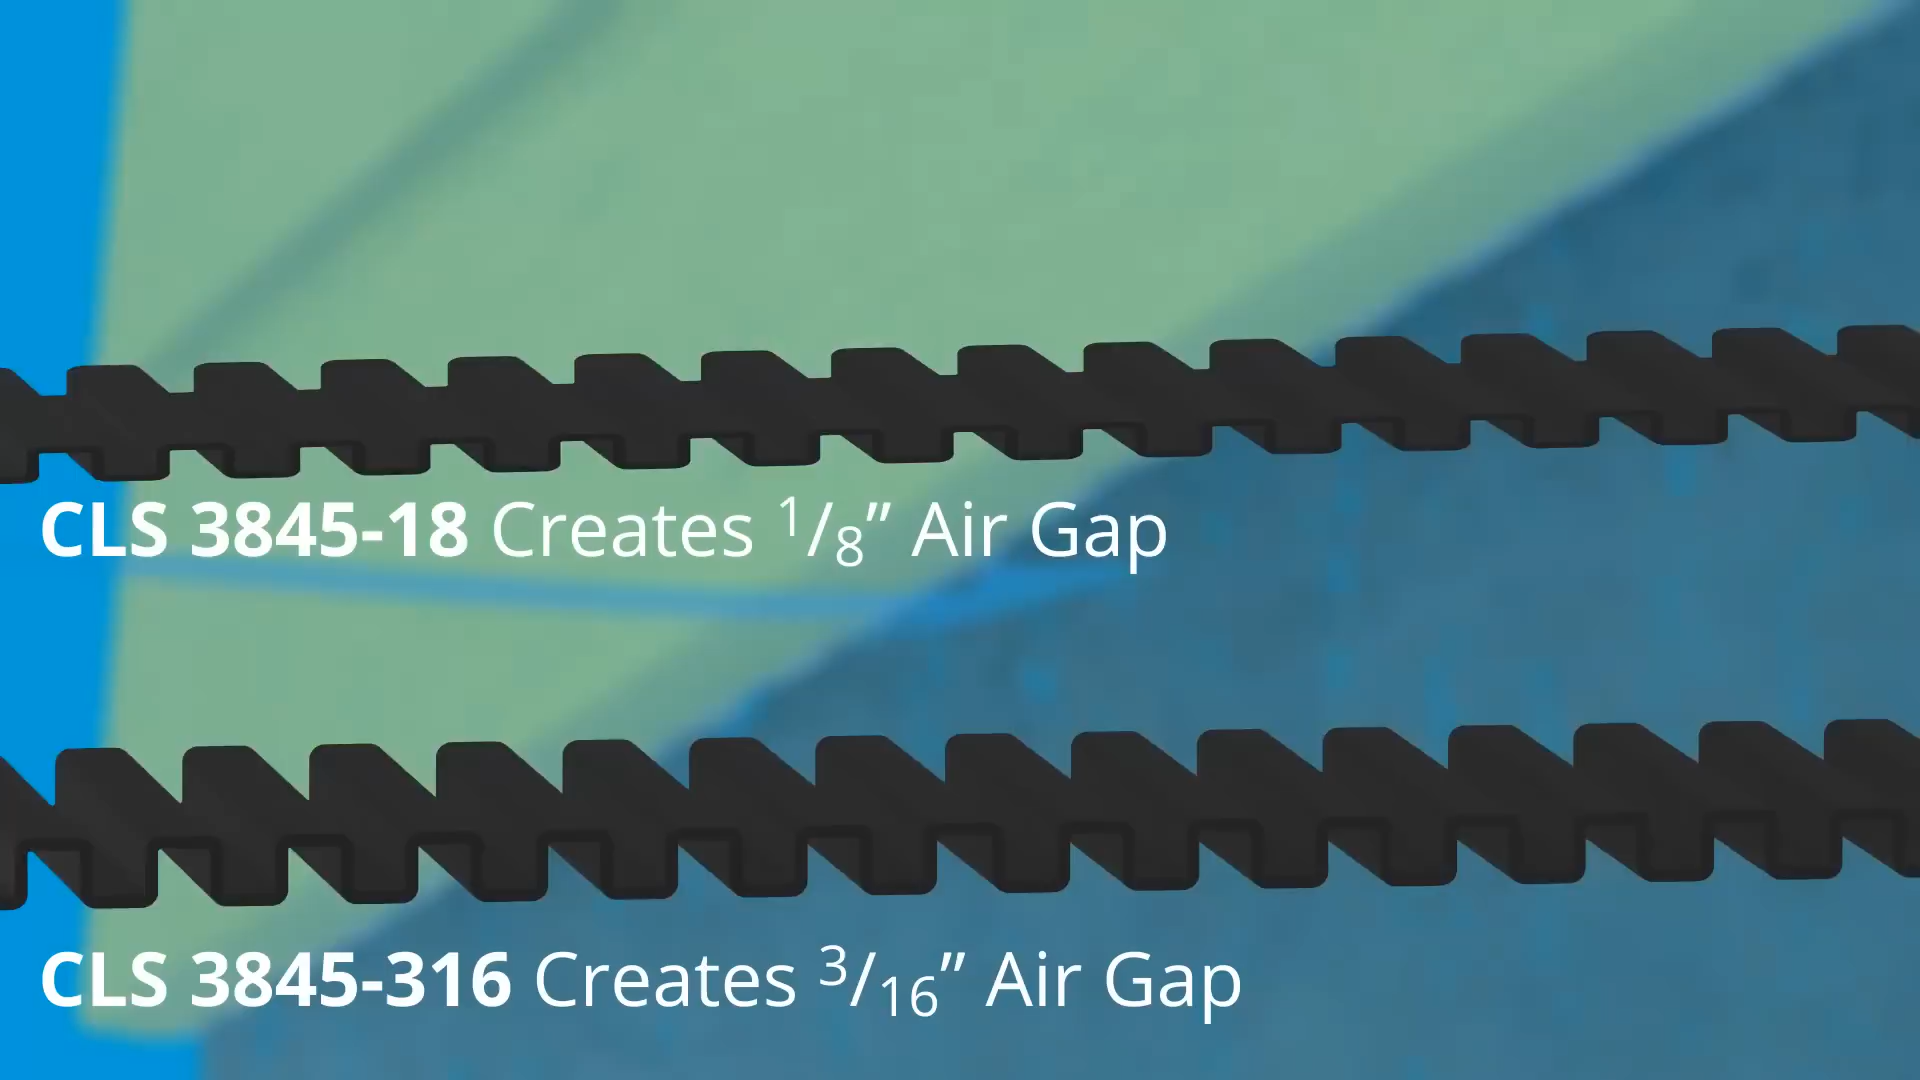 CLS 3845-18 Creates 1/8” Air Gap
CLS 3845-316 Creates 3/16” Air Gap